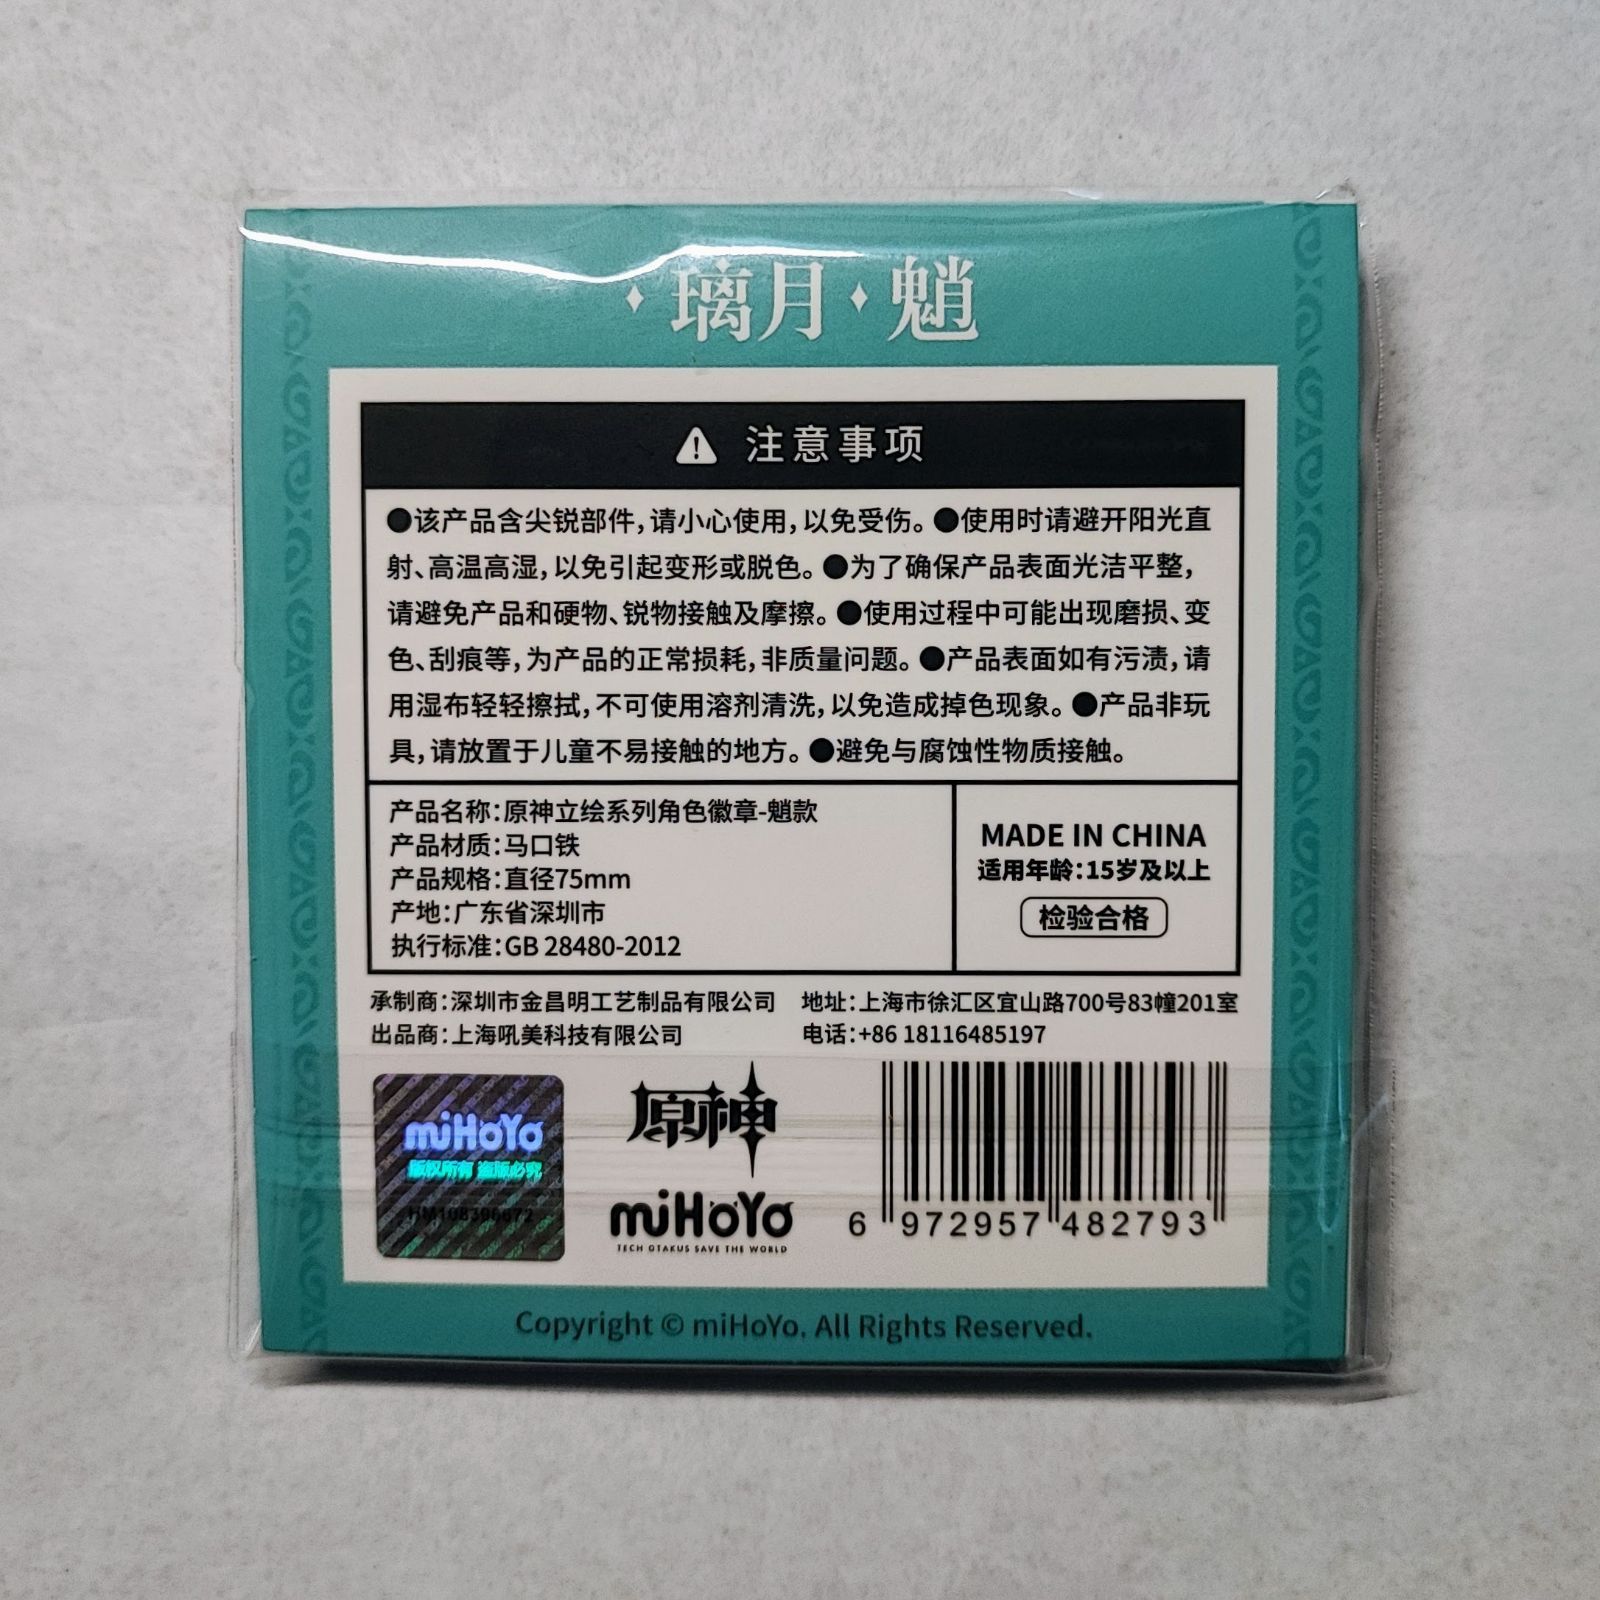 璃月·魈
注意事项
●该产品含尖锐部件,请小心使用,以免受伤。●使用时请避开阳光直
射、高温高湿,以免引起变形或脱色。●为了确保产品表面光洁平整,
请避免产品和硬物、锐物接触及摩擦。●使用过程中可能出现磨损、变
色、刮痕等,为产品的正常损耗,非质量问题。●产品表面如有污渍,请
用湿布轻轻擦拭,不可使用溶剂清洗,以免造成掉色现象。●产品非玩
具,请放置于儿童不易接触的地方。●避免与腐蚀性物质接触。
产品名称:原神立绘系列角色徽章-魈款
产品材质:马口铁
产品规格:直径75mm
产地:广东省深圳市
执行标准:GB 28480-2012
MADE IN CHINA
适用年龄:15岁及以上
检验合格
承制商:深圳市金昌明工艺制品有限公司
出品商:上海吼美科技有限公司
地址:上海市徐汇区宜山路700号83幢201室
电话:+86 18116485197
miHoYo
版权所有 盗版必究
原神
miHoYo
TECH OTAKUS SAVE THE WORLD
6 972957 482793
Copyright © miHoYo. All Rights Reserved.